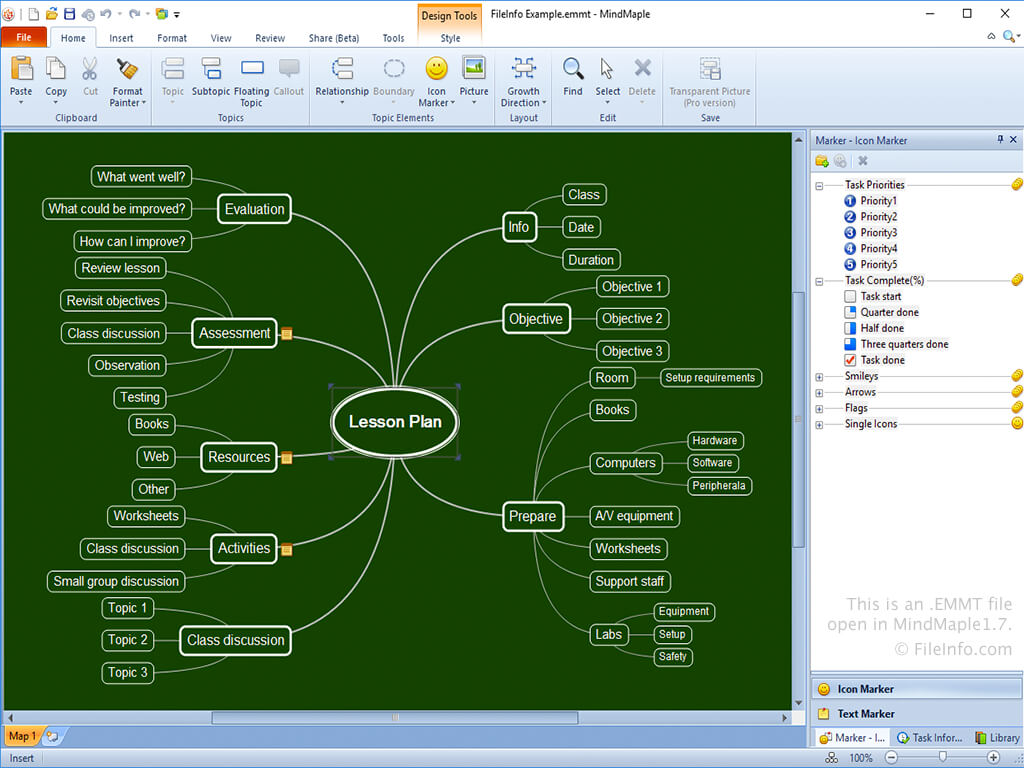 Design Tools
FileInfo Example.emmt - MindMaple
File
Home
Insert
Format
View
Review
Share (Beta)
Tools
Style
Paste
Copy
Cut
Format
Painter
Clipboard
Topic
Subtopic
Floating
Topic
Callout
Topics
Relationship
Boundary
Icon
Marker
Picture
Topic Elements
Growth
Direction
Layout
Find
Select
Delete
Edit
Transparent Picture
(Pro version)
Save
What went well?
What could be improved?
How can I improve?
Evaluation
Review lesson
Revisit objectives
Class discussion
Observation
Testing
Assessment
Books
Web
Other
Resources
Worksheets
Class discussion
Small group discussion
Activities
Topic 1
Topic 2
Topic 3
Class discussion
Lesson Plan
Info
Class
Date
Duration
Objective
Objective 1
Objective 2
Objective 3
Prepare
Room
Setup requirements
Books
Computers
Hardware
Software
Peripherala
A/V equipment
Worksheets
Support staff
Labs
Equipment
Setup
Safety
Marker - Icon Marker
Task Priorities
1 Priority1
2 Priority2
3 Priority3
4 Priority4
5 Priority5
Task Complete(%)
Task start
Quarter done
Half done
Three quarters done
Task done
Smileys
Arrows
Flags
Single Icons
This is an .EMMT file
open in MindMaple1.7.
© FileInfo.com
Icon Marker
Text Marker
Marker - I...
Task Infor...
Library
Map 1
Insert
100%